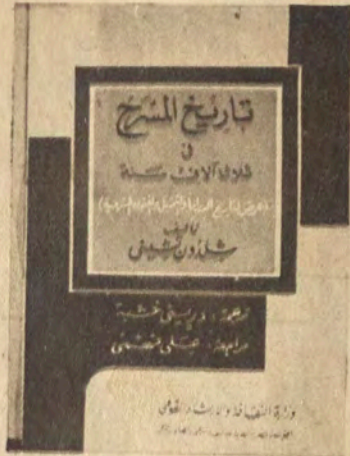 تاريخ المسرح
في
ثلاثة آلاف سنة
تأليف
شلدون تشيني
ترجمة: دريني خشبة
مراجعة: علي فهمي
وزارة الثقافة والإرشاد القومي